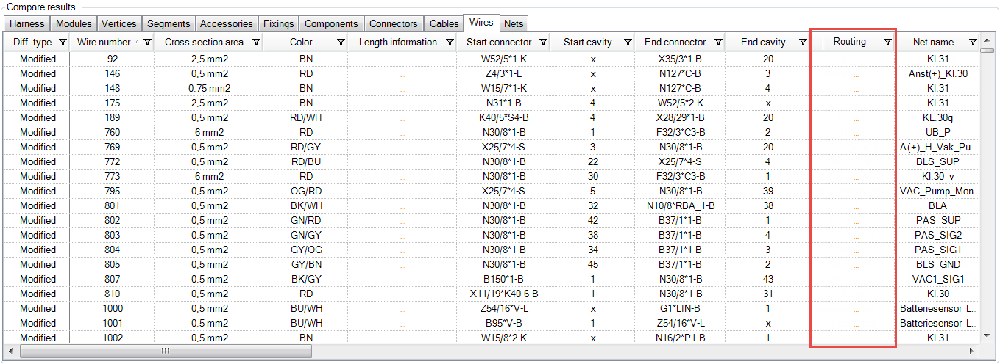 Compare results
Harness Modules Vertices Segments Accessories Fixings Components Connectors Cables Wires Nets
Diff. type Wire number Cross section area Color Length information Start connector Start cavity End connector End cavity Routing Net name
Modified 92 2,5 mm2 BN W52/5*1-K x X35/3*1-B 20 ... Kl.31
Modified 146 0,5 mm2 RD ... Z4/3*1-L x N127*C-B 3 ... Anst(+)_Kl.30
Modified 148 0,75 mm2 BN ... W15/7*1-K x N127*C-B 4 ... Kl.31
Modified 175 2,5 mm2 BN N31*1-B 4 W52/5*2-K x ... Kl.31
Modified 189 0,5 mm2 RD/WH ... K40/5*S4-B 4 X28/29*1-B 20 ... KL.30g
Modified 760 6 mm2 RD ... N30/8*1-B 1 F32/3*C3-B 2 ... UB_P
Modified 769 0,5 mm2 RD/GY ... X25/7*4-S 3 N30/8*1-B 20 ... A(+)_H_Vak_Pu...
Modified 772 0,5 mm2 RD/BU ... N30/8*1-B 22 X25/7*4-S 4 ... BLS_SUP
Modified 773 6 mm2 RD ... N30/8*1-B 30 F32/3*C3-B 1 ... Kl.30_v
Modified 795 0,5 mm2 OG/RD ... X25/7*4-S 5 N30/8*1-B 39 ... VAC_Pump_Mon.
Modified 801 0,5 mm2 BK/WH ... N30/8*1-B 32 N10/8*RBA_1-B 38 ... BLA
Modified 802 0,5 mm2 GN/RD ... N30/8*1-B 42 B37/1*1-B 1 ... PAS_SUP
Modified 803 0,5 mm2 GN/GY ... N30/8*1-B 38 B37/1*1-B 4 ... PAS_SIG2
Modified 804 0,5 mm2 GY/OG ... N30/8*1-B 34 B37/1*1-B 3 ... PAS_SIG1
Modified 805 0,5 mm2 GY/BN ... N30/8*1-B 45 B37/1*1-B 2 ... BLS_GND
Modified 807 0,5 mm2 BK/GY B150*1-B 1 N30/8*1-B 43 ... VAC1_SIG1
Modified 810 0,5 mm2 RD X11/19*K40-6-B 1 N30/8*1-B 31 ... Kl.30
Modified 1000 0,5 mm2 BU/WH ... Z54/16*V-L x G1*LIN-B 1 ... Batteriesensor L...
Modified 1001 0,5 mm2 BU/WH ... B95*V-B 1 Z54/16*V-L x ... Batteriesensor L...
Modified 1002 0,5 mm2 BN ... W15/8*2-K x N16/2*P1-B 1 ... Kl.31